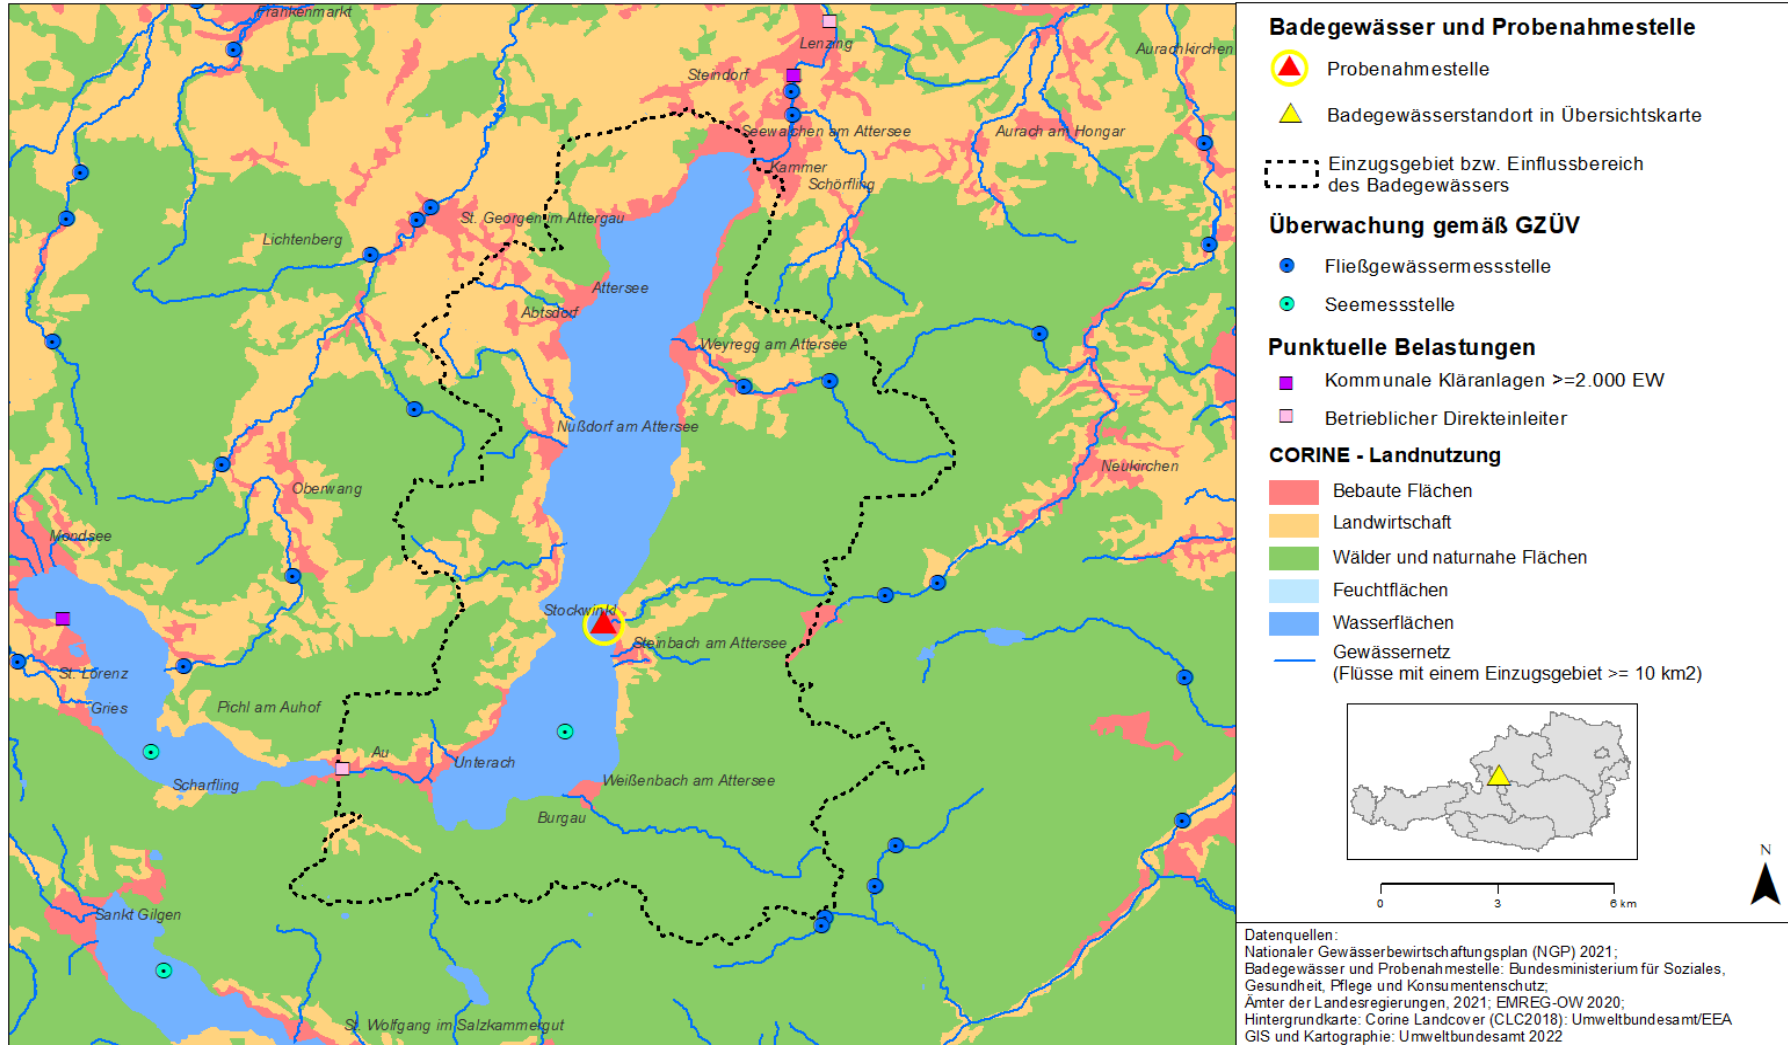 Frankenmarkt
Lenzing
Aurachkirchen
Steindorf
Seewalchen am Attersee
Aurach am Hongar
Kammer
Schörfling
St. Georgen im Attergau
Lichtenberg
Attersee
Abtsdorf
Weyregg am Attersee
Nußdorf am Attersee
Neukirchen
Oberwang
Mondsee
Stockwinkl
Steinbach am Attersee
St. Lorenz
Gries
Pichl am Auhof
Au
Unterach
Scharfling
Weißenbach am Attersee
Burgau
Sankt Gilgen
St. Wolfgang im Salzkammergut
Badegewässer und Probenahmestelle
Probenahmestelle
Badegewässerstandort in Übersichtskarte
Einzugsgebiet bzw. Einflussbereich
des Badegewässers
Überwachung gemäß GZÜV
Fließgewässermessstelle
Seemessstelle
Punktuelle Belastungen
Kommunale Kläranlagen >=2.000 EW
Betrieblicher Direkteinleiter
CORINE - Landnutzung
Bebaute Flächen
Landwirtschaft
Wälder und naturnahe Flächen
Feuchtflächen
Wasserflächen
Gewässernetz
(Flüsse mit einem Einzugsgebiet >= 10 km2)
N
0 3 6 km
Datenquellen:
Nationaler Gewässerbewirtschaftungsplan (NGP) 2021;
Badegewässer und Probenahmestelle: Bundesministerium für Soziales,
Gesundheit, Pflege und Konsumentenschutz;
Ämter der Landesregierungen, 2021; EMREG-OW 2020;
Hintergrundkarte: Corine Landcover (CLC2018): Umweltbundesamt/EEA
GIS und Kartographie: Umweltbundesamt 2022